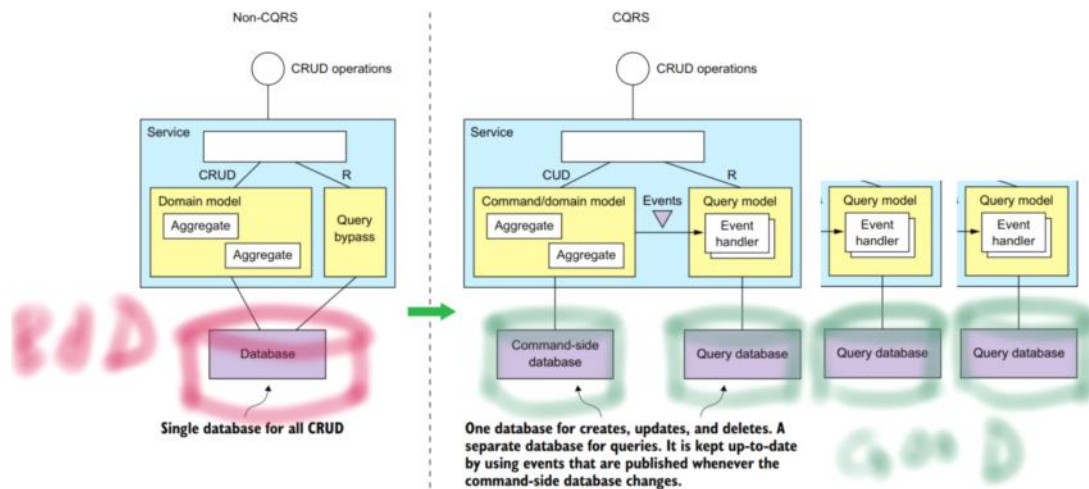 Non-CQRS
CRUD operations
Service
CRUD
R
Domain model
Aggregate
Aggregate
Query
bypass
BAD
Database
Single database for all CRUD
CQRS
CRUD operations
Service
CUD
R
Command/domain model
Aggregate
Aggregate
Events
Query model
Event
handler
Query model
Event
handler
Query model
Event
handler
Command-side
database
Query database
Query database
Query database
One database for creates, updates, and deletes. A
separate database for queries. It is kept up-to-date
by using events that are published whenever the
command-side database changes.
GOOD